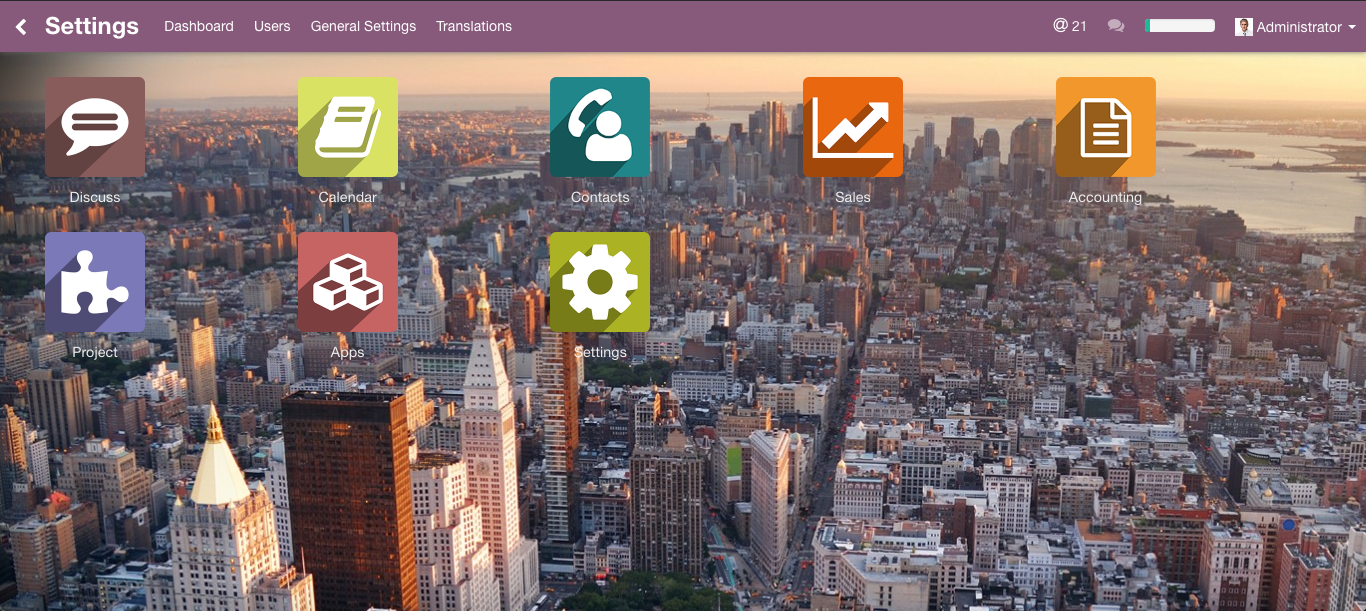 Settings Dashboard Users General Settings Translations @ 21 Administrator
Discuss Calendar Contacts Sales Accounting
Project Apps Settings